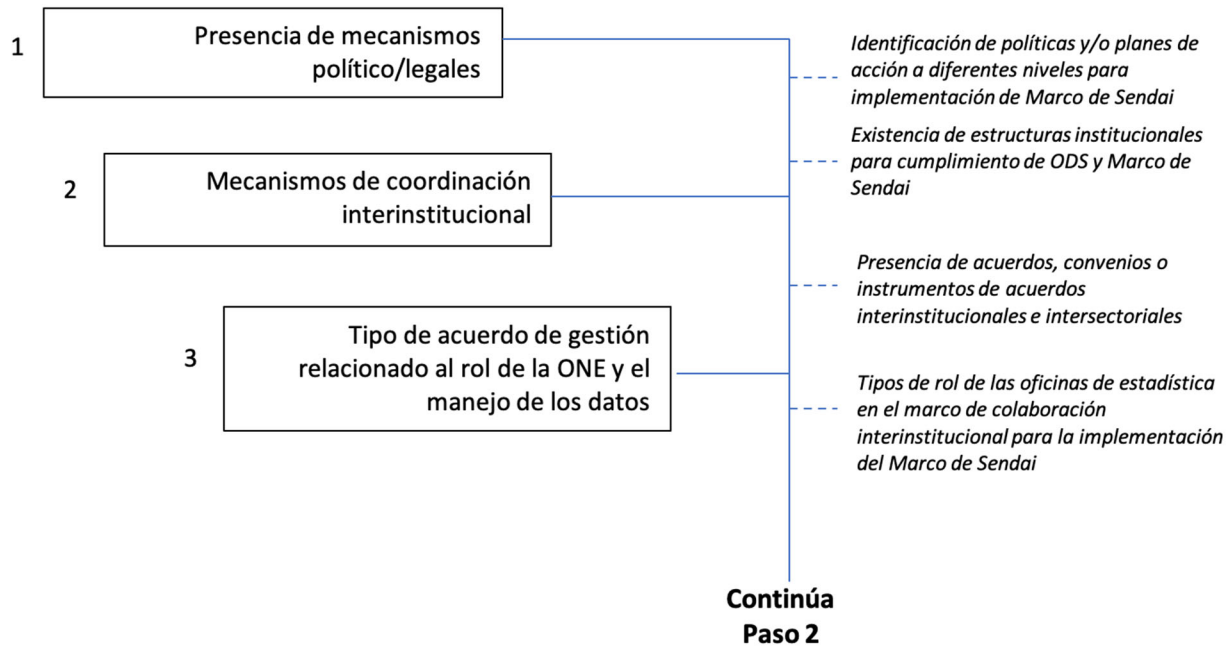 1
Presencia de mecanismos
político/legales
Identificación de políticas y/o planes de
acción a diferentes niveles para
implementación de Marco de Sendai
Existencia de estructuras institucionales
para cumplimiento de ODS y Marco de
Sendai
2
Mecanismos de coordinación
interinstitucional
Presencia de acuerdos, convenios o
instrumentos de acuerdos
interinstitucionales e intersectoriales
3
Tipo de acuerdo de gestión
relacionado al rol de la ONE y el
manejo de los datos
Tipos de rol de las oficinas de estadística
en el marco de colaboración
interinstitucional para la implementación
del Marco de Sendai
Continúa
Paso 2